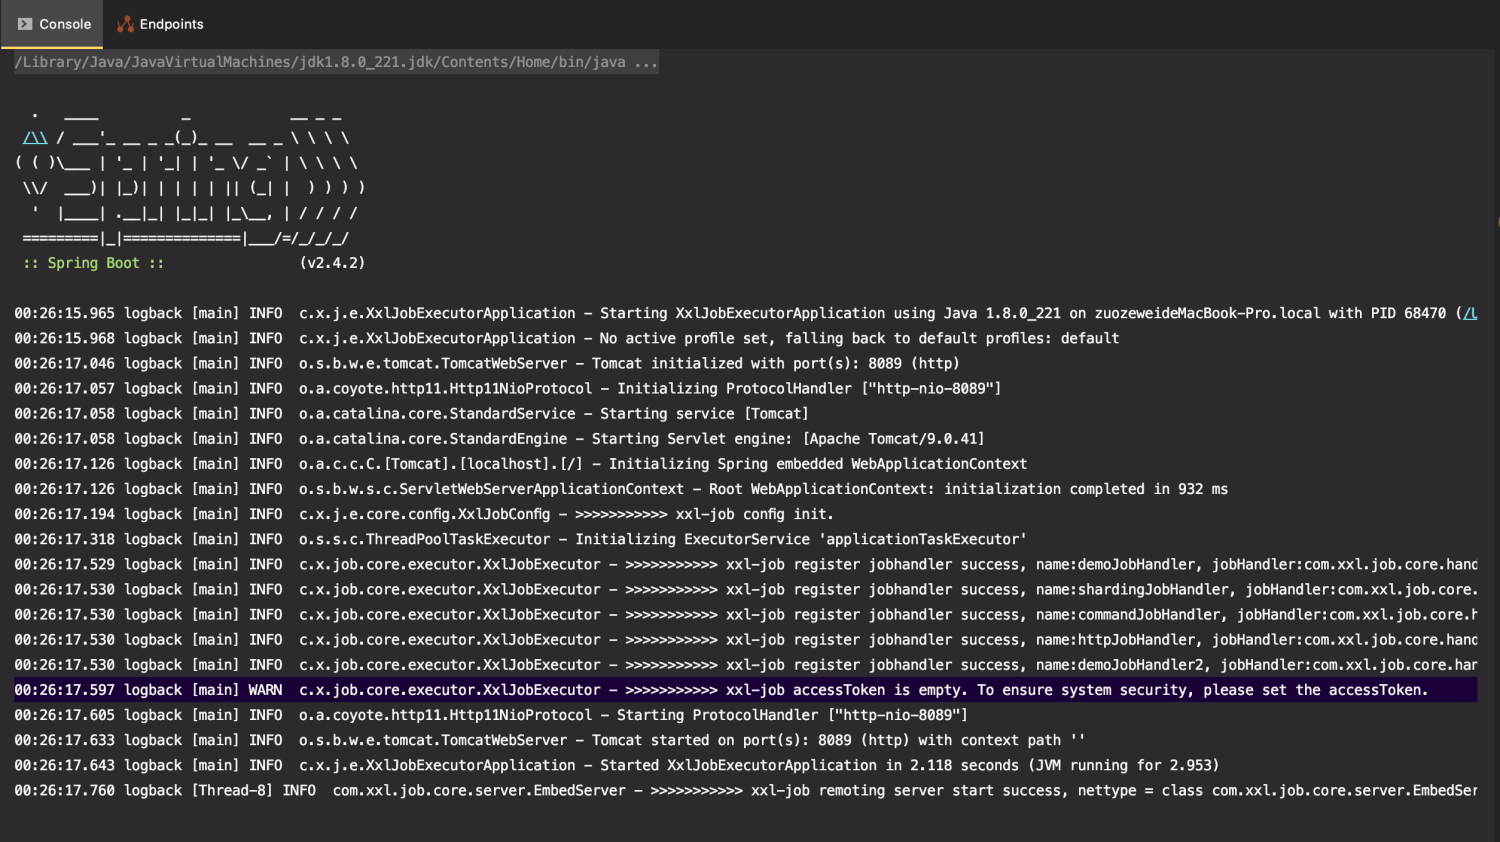 Console Endpoints
/Library/Java/JavaVirtualMachines/jdk1.8.0_221.jdk/Contents/Home/bin/java ...
  .   ____          _            __ _ _
 /\\ / ___'_ __ _ _(_)_ __  __ _ \ \ \ \
( ( )\___ | '_ | '_| | '_ \/ _` | \ \ \ \
 \\/  ___)| |_)| | | | | || (_| |  ) ) ) )
  '  |____| .__|_| |_|_| |_\__, | / / / /
 =========|_|==============|___/=/_/_/_/
 :: Spring Boot ::                (v2.4.2)
00:26:15.965 logback [main] INFO  c.x.j.e.XxlJobExecutorApplication - Starting XxlJobExecutorApplication using Java 1.8.0_221 on zuozeweideMacBook-Pro.local with PID 68470 (/L
00:26:15.968 logback [main] INFO  c.x.j.e.XxlJobExecutorApplication - No active profile set, falling back to default profiles: default
00:26:17.046 logback [main] INFO  o.s.b.w.e.tomcat.TomcatWebServer - Tomcat initialized with port(s): 8089 (http)
00:26:17.057 logback [main] INFO  o.a.coyote.http11.Http11NioProtocol - Initializing ProtocolHandler ["http-nio-8089"]
00:26:17.058 logback [main] INFO  o.a.catalina.core.StandardService - Starting service [Tomcat]
00:26:17.058 logback [main] INFO  o.a.catalina.core.StandardEngine - Starting Servlet engine: [Apache Tomcat/9.0.41]
00:26:17.126 logback [main] INFO  o.a.c.c.C.[Tomcat].[localhost].[/] - Initializing Spring embedded WebApplicationContext
00:26:17.126 logback [main] INFO  o.s.b.w.s.c.ServletWebServerApplicationContext - Root WebApplicationContext: initialization completed in 932 ms
00:26:17.194 logback [main] INFO  c.x.j.e.core.config.XxlJobConfig - >>>>>>>>>>> xxl-job config init.
00:26:17.318 logback [main] INFO  o.s.s.c.ThreadPoolTaskExecutor - Initializing ExecutorService 'applicationTaskExecutor'
00:26:17.529 logback [main] INFO  c.x.job.core.executor.XxlJobExecutor - >>>>>>>>>>> xxl-job register jobhandler success, name:demoJobHandler, jobHandler:com.xxl.job.core.hand
00:26:17.530 logback [main] INFO  c.x.job.core.executor.XxlJobExecutor - >>>>>>>>>>> xxl-job register jobhandler success, name:shardingJobHandler, jobHandler:com.xxl.job.core.
00:26:17.530 logback [main] INFO  c.x.job.core.executor.XxlJobExecutor - >>>>>>>>>>> xxl-job register jobhandler success, name:commandJobHandler, jobHandler:com.xxl.job.core.h
00:26:17.530 logback [main] INFO  c.x.job.core.executor.XxlJobExecutor - >>>>>>>>>>> xxl-job register jobhandler success, name:httpJobHandler, jobHandler:com.xxl.job.core.hand
00:26:17.530 logback [main] INFO  c.x.job.core.executor.XxlJobExecutor - >>>>>>>>>>> xxl-job register jobhandler success, name:demoJobHandler2, jobHandler:com.xxl.job.core.han
00:26:17.597 logback [main] WARN  c.x.job.core.executor.XxlJobExecutor - >>>>>>>>>>> xxl-job accessToken is empty. To ensure system security, please set the accessToken.
00:26:17.605 logback [main] INFO  o.a.coyote.http11.Http11NioProtocol - Starting ProtocolHandler ["http-nio-8089"]
00:26:17.633 logback [main] INFO  o.s.b.w.e.tomcat.TomcatWebServer - Tomcat started on port(s): 8089 (http) with context path ''
00:26:17.643 logback [main] INFO  c.x.j.e.XxlJobExecutorApplication - Started XxlJobExecutorApplication in 2.118 seconds (JVM running for 2.953)
00:26:17.760 logback [Thread-8] INFO  com.xxl.job.core.server.EmbedServer - >>>>>>>>>>> xxl-job remoting server start success, nettype = class com.xxl.job.core.server.EmbedSer